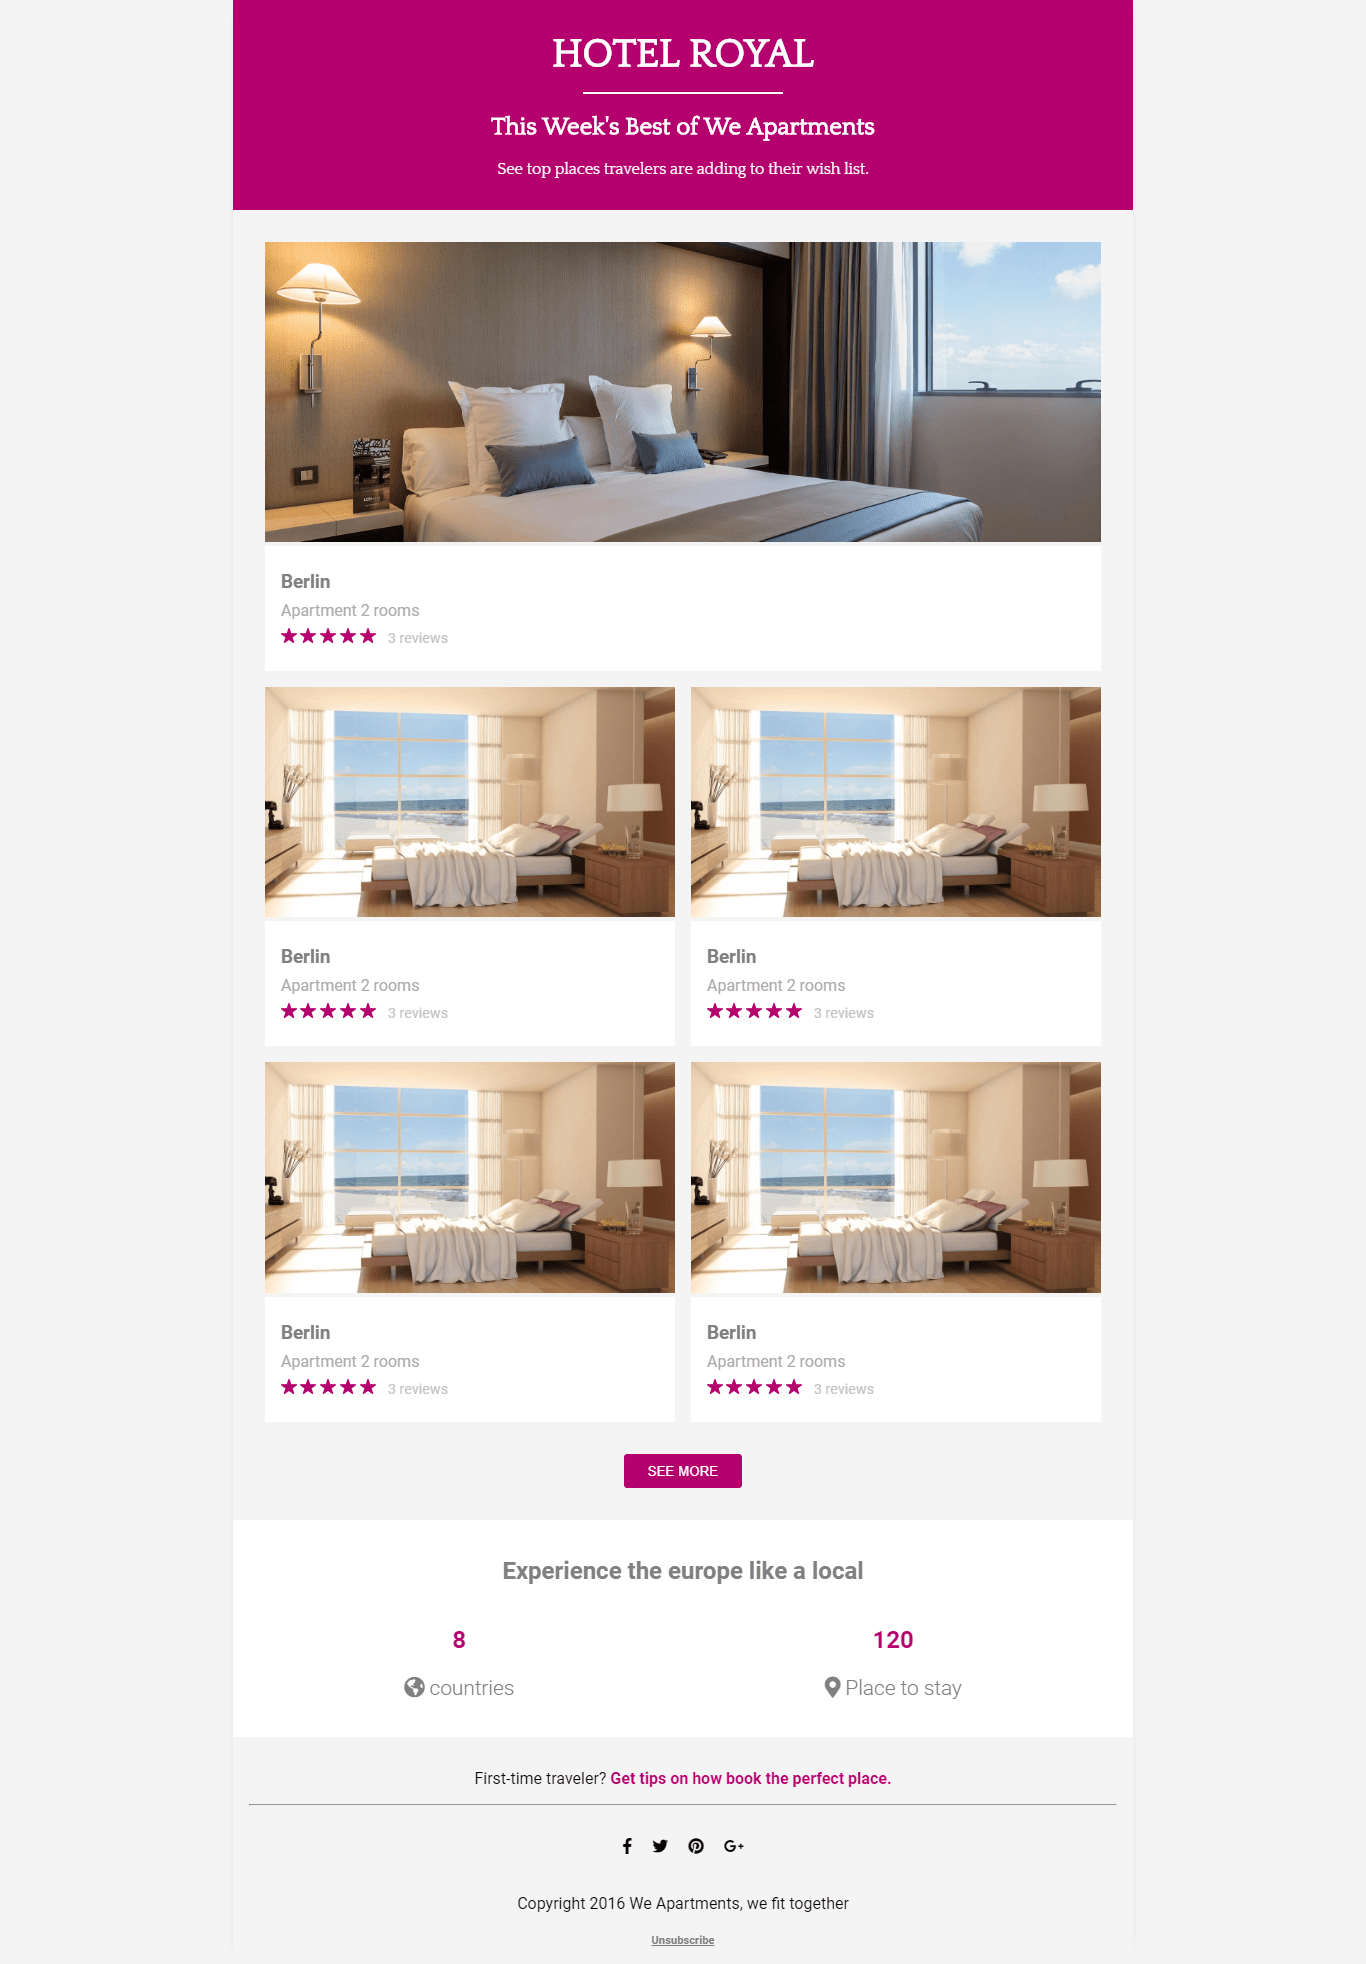 HOTEL ROYAL
This Week's Best of We Apartments
See top places travelers are adding to their wish list.
Berlin
Apartment 2 rooms
3 reviews
Berlin
Apartment 2 rooms
3 reviews
Berlin
Apartment 2 rooms
3 reviews
Berlin
Apartment 2 rooms
3 reviews
Berlin
Apartment 2 rooms
3 reviews
SEE MORE
Experience the europe like a local
8
countries
120
Place to stay
First-time traveler? Get tips on how book the perfect place.
Copyright 2016 We Apartments, we fit together
Unsubscribe